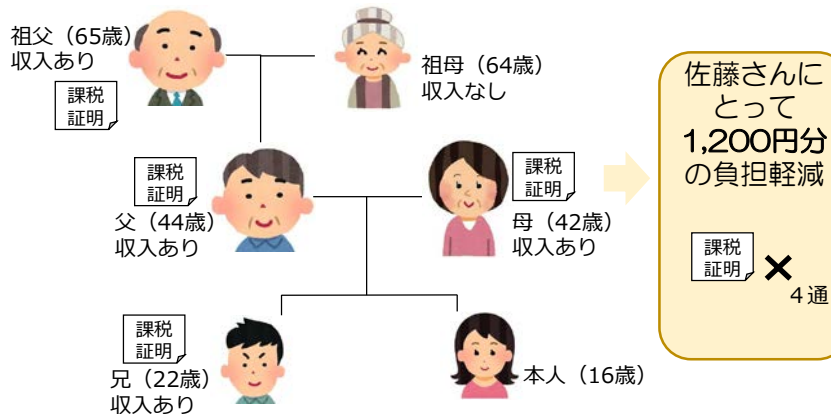 祖父（65歳）
収入あり
課税
証明
祖母（64歳）
収入なし
課税
証明
父（44歳）
収入あり
課税
証明
母（42歳）
収入あり
課税
証明
兄（22歳）
収入あり
本人（16歳）
佐藤さんに
とって
1,200円分
の負担軽減
課税
証明
×
4通